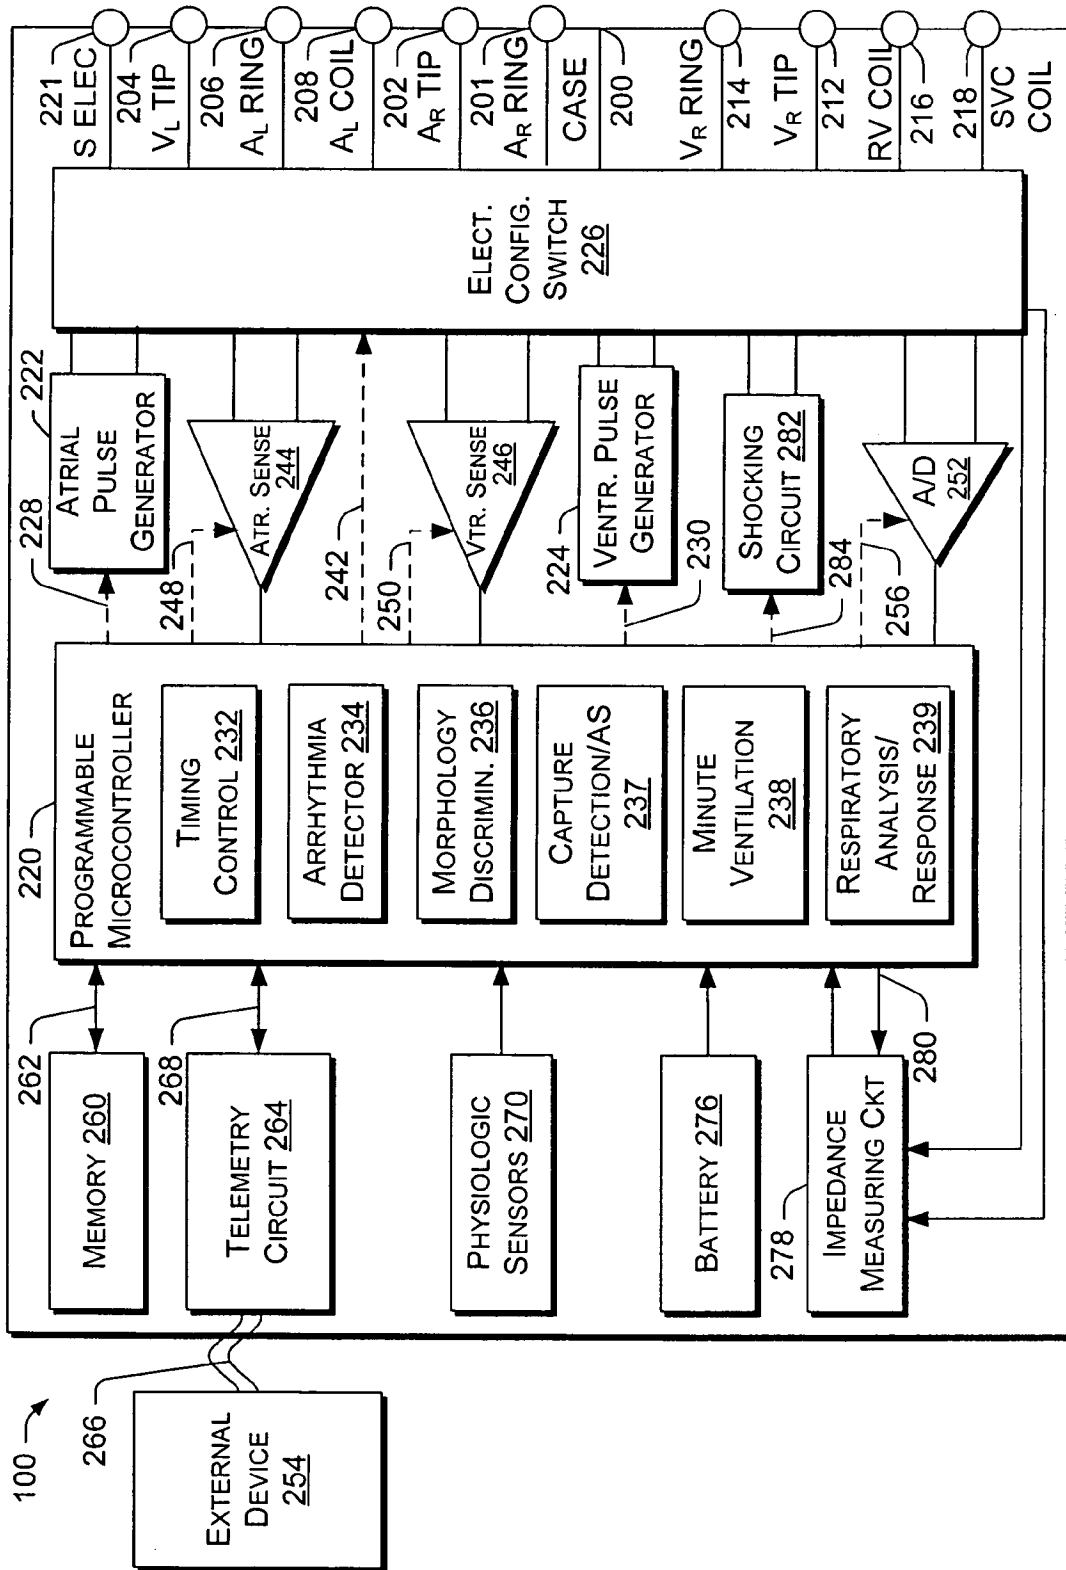 100
EXTERNAL
DEVICE
254
266
MEMORY 260
262
TELEMETRY
CIRCUIT 264
268
PHYSIOLOGIC
SENSORS 270
BATTERY 276
IMPEDANCE
MEASURING CKT
278
280
220
PROGRAMMABLE
MICROCONTROLLER
TIMING
CONTROL 232
ARRHYTHMIA
DETECTOR 234
MORPHOLOGY
DISCRIMIN. 236
CAPTURE
DETECTION/AS
237
MINUTE
VENTILATION
238
RESPIRATORY
ANALYSIS/
RESPONSE 239
228
222
ATRIAL
PULSE
GENERATOR
248
ATR. SENSE
244
242
250
VTR. SENSE
246
224
VENTR. PULSE
GENERATOR
230
SHOCKING
CIRCUIT 282
284
256
A/D
252
ELECT.
CONFIG.
SWITCH
226
221
S ELEC
204
VL TIP
206
AL RING
208
AL COIL
202
AR TIP
201
AR RING
CASE
200
VR RING
214
VR TIP
212
RV COIL
216
218
SVC
COIL